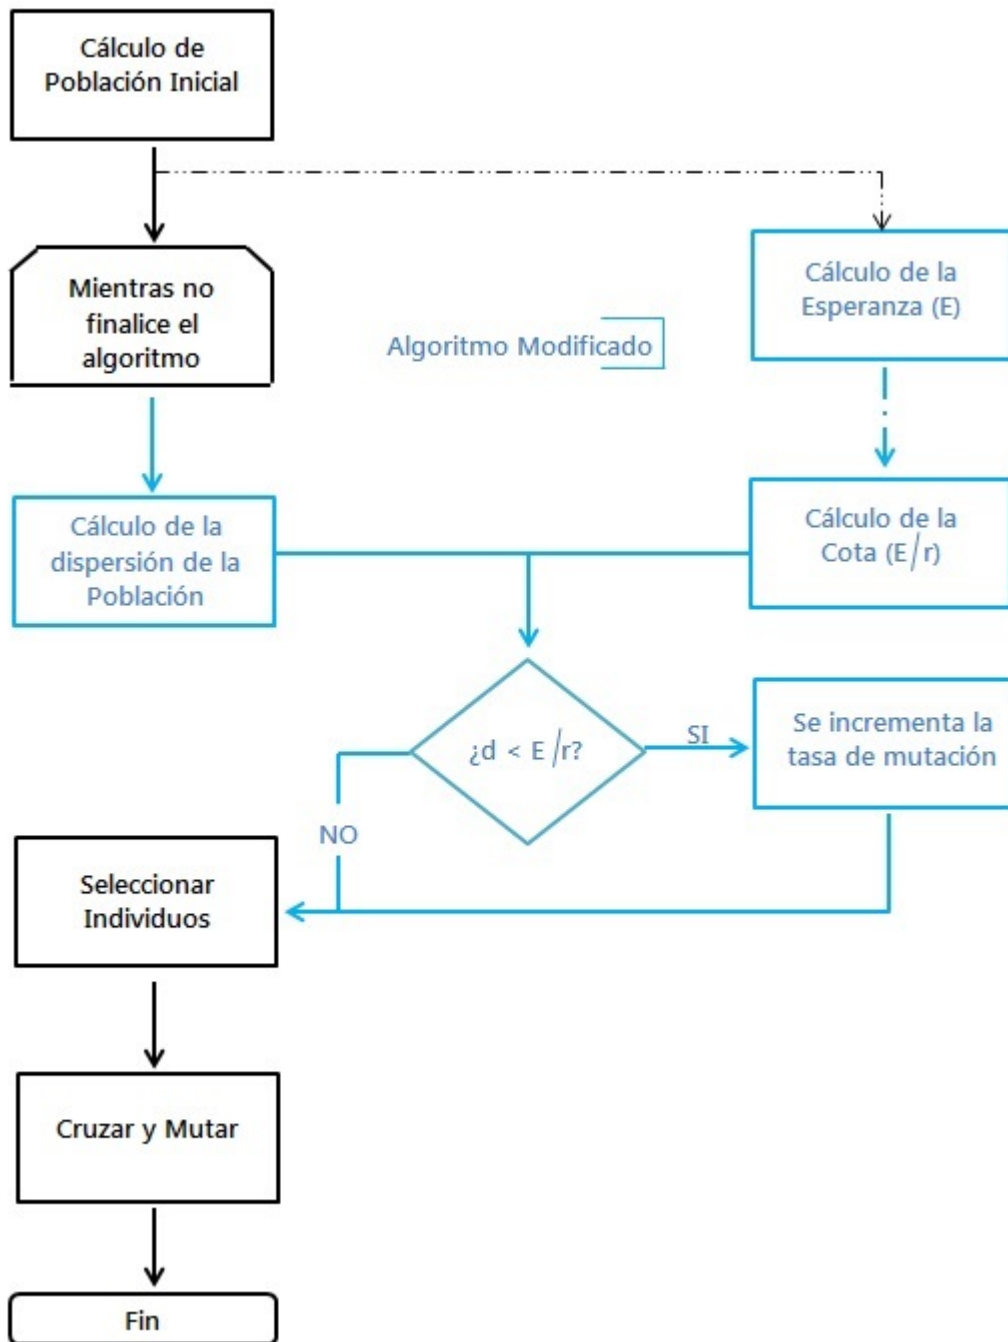 Cálculo de
Población Inicial
Mientras no
finalice el
algoritmo
Cálculo de la
Esperanza (E)
Algoritmo Modificado
Cálculo de la
dispersión de la
Población
Cálculo de la
Cota (E/r)
¿d < E /r?
SI
Se incrementa la
tasa de mutación
NO
Seleccionar
Individuos
Cruzar y Mutar
Fin